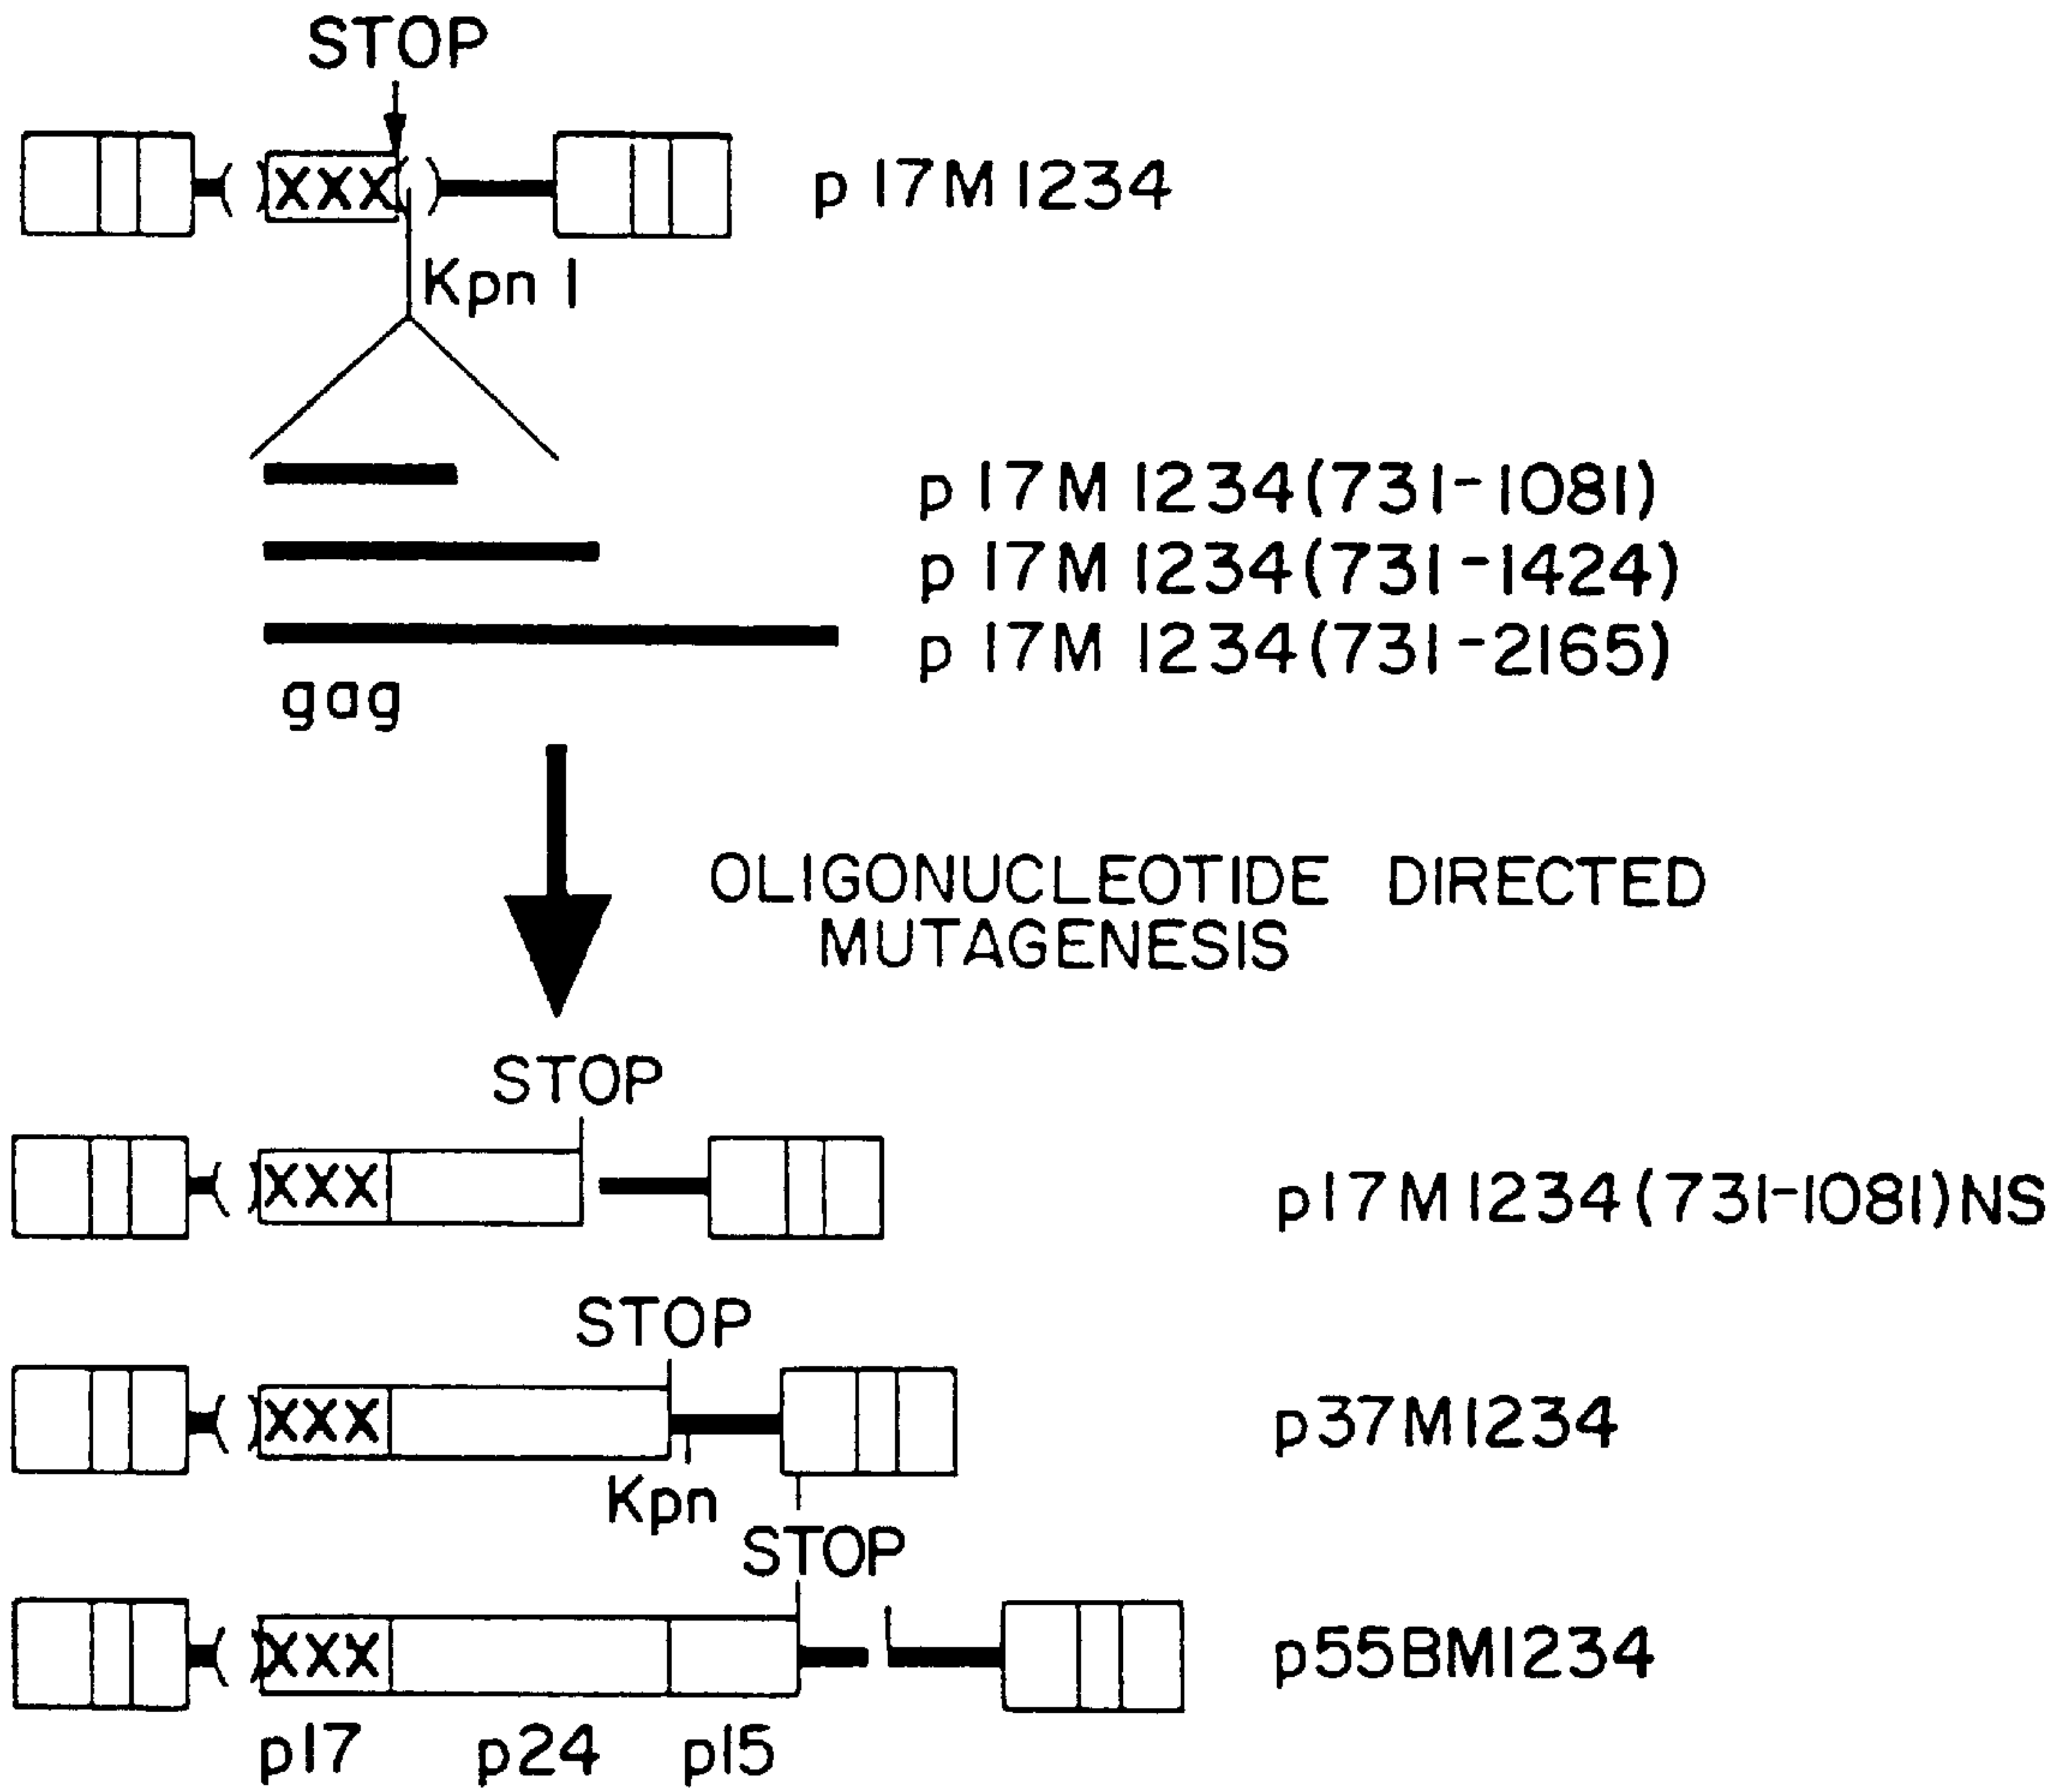 STOP
XXX
p17M1234
Kpn I
p17M1234(731-1081)
p17M1234(731-1424)
p17M1234(731-2165)
gag
OLIGONUCLEOTIDE DIRECTED
MUTAGENESIS
STOP
XXX
p17M1234(731-1081)NS
STOP
XXX
p37M1234
Kpn
STOP
XXX
p55BM1234
p17 p24 p15